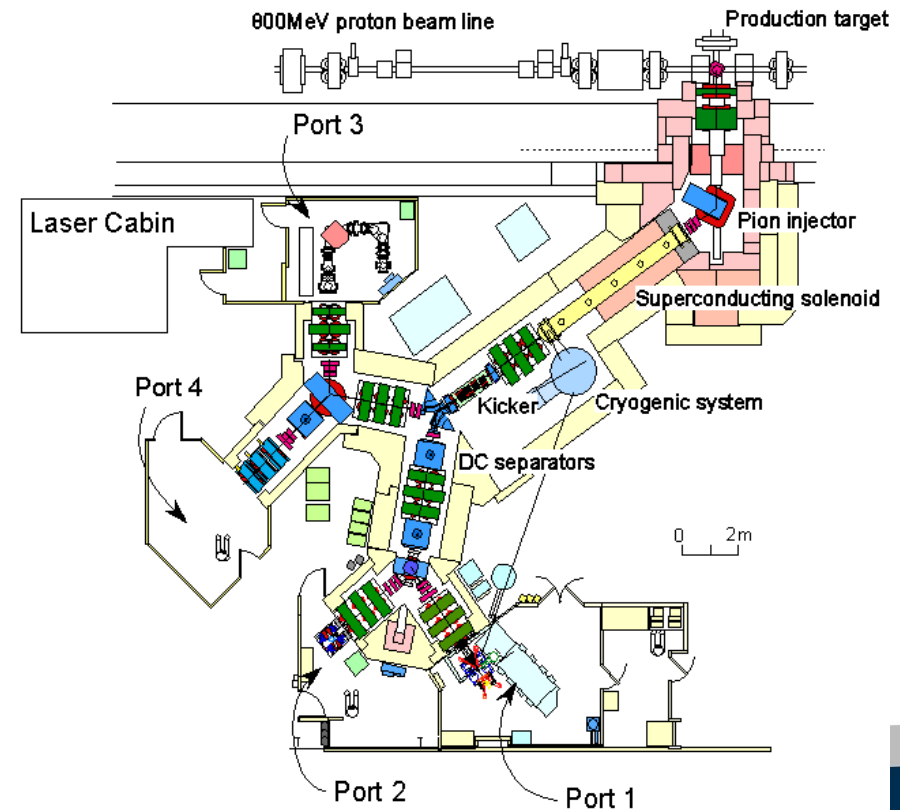 800MeV proton beam line
Production target
Port 3
Laser Cabin
Pion injector
Superconducting solenoid
Port 4
Kicker
Cryogenic system
DC separators
0 2m
Port 2
Port 1